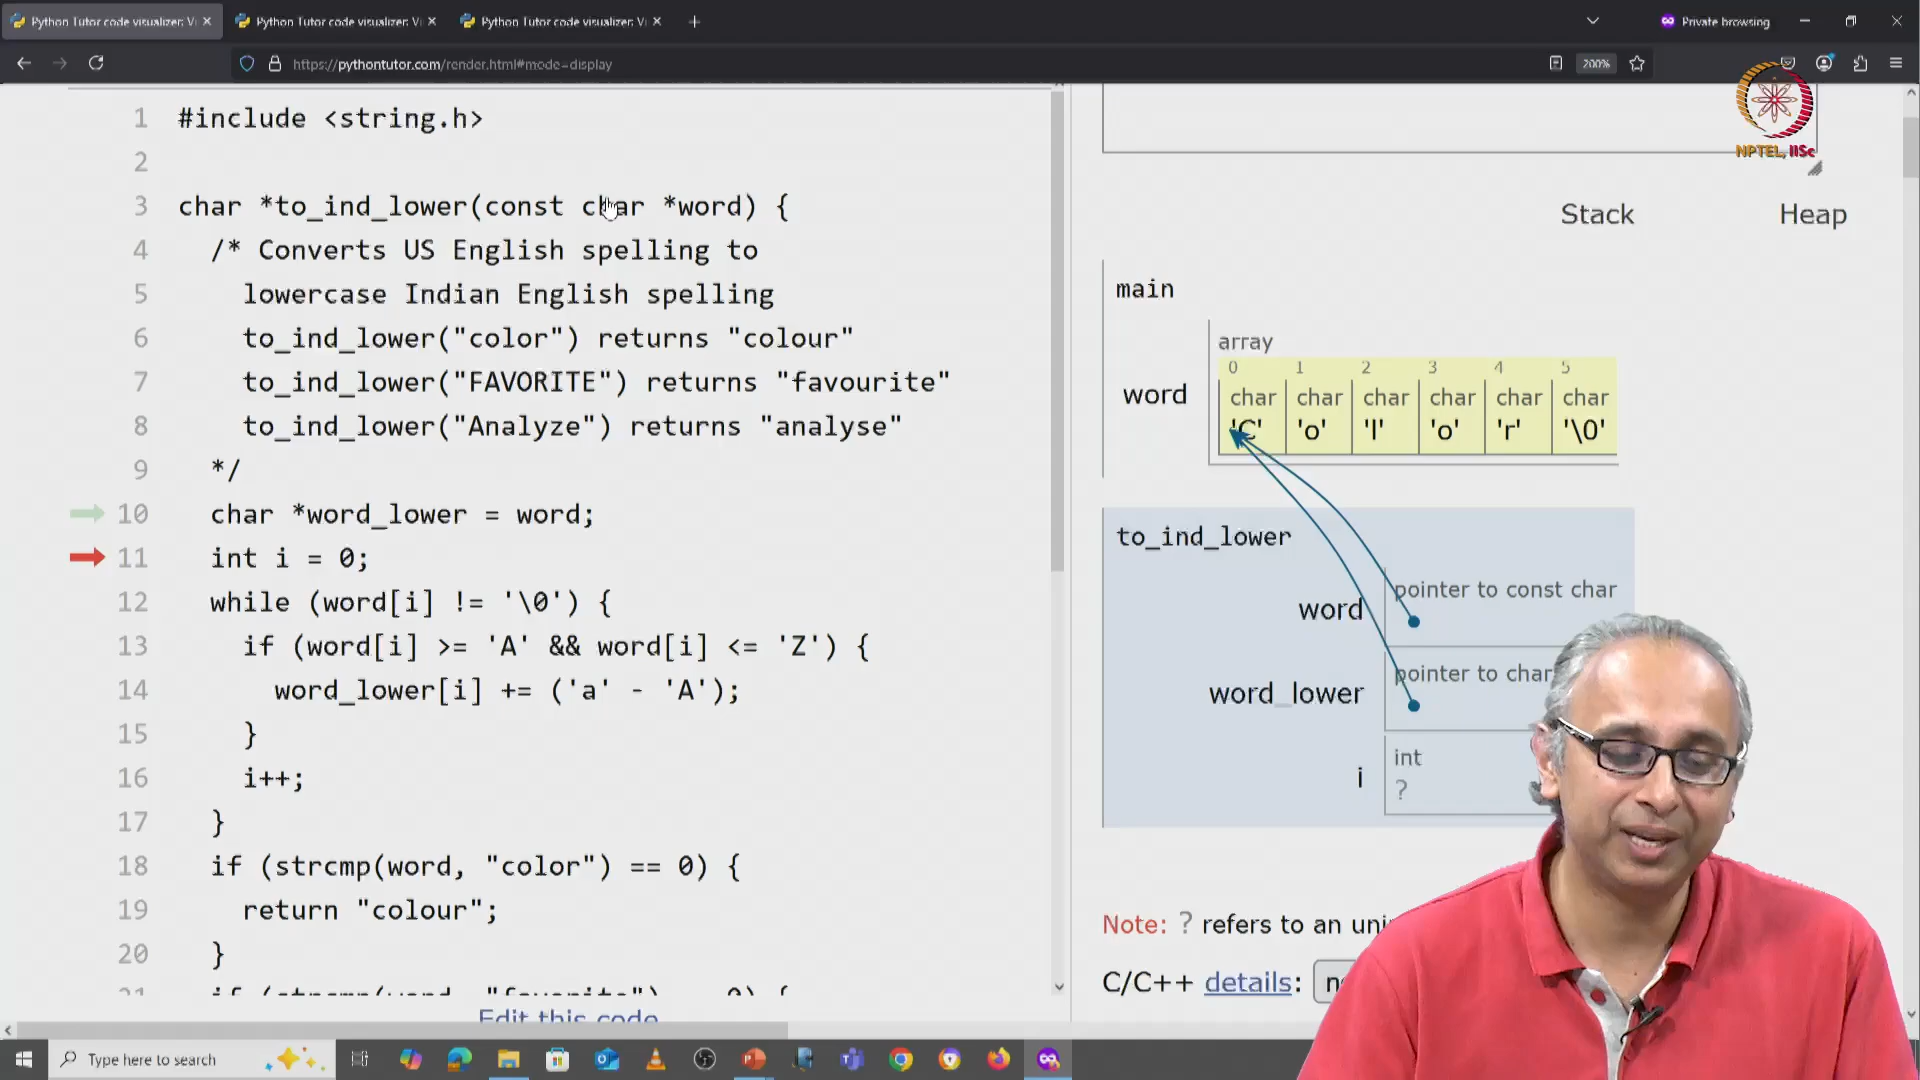 Python Tutor code visualizer: Vi
Python Tutor code visualizer: Vi
Python Tutor code visualizer: Vi
Private browsing
https://pythontutor.com/render.html#mode=display
200%
NPTEL, IISc
1 #include <string.h>
2
3 char *to_ind_lower(const char *word) {
4 /* Converts US English spelling to
5 lowercase Indian English spelling
6 to_ind_lower("color") returns "colour"
7 to_ind_lower("FAVORITE") returns "favourite"
8 to_ind_lower("Analyze") returns "analyse"
9 */
10 char *word_lower = word;
11 int i = 0;
12 while (word[i] != '\0') {
13 if (word[i] >= 'A' && word[i] <= 'Z') {
14 word_lower[i] += ('a' - 'A');
15 }
16 i++;
17 }
18 if (strcmp(word, "color") == 0) {
19 return "colour";
20 }
Edit this code
Stack Heap
main
array
0 1 2 3 4 5
word
char char char char char char
'C' 'o' 'l' 'o' 'r' '\0'
to_ind_lower
word
pointer to const char
word_lower
pointer to char
i
int
?
Note: ? refers to an
C/C++ details:
Type here to search